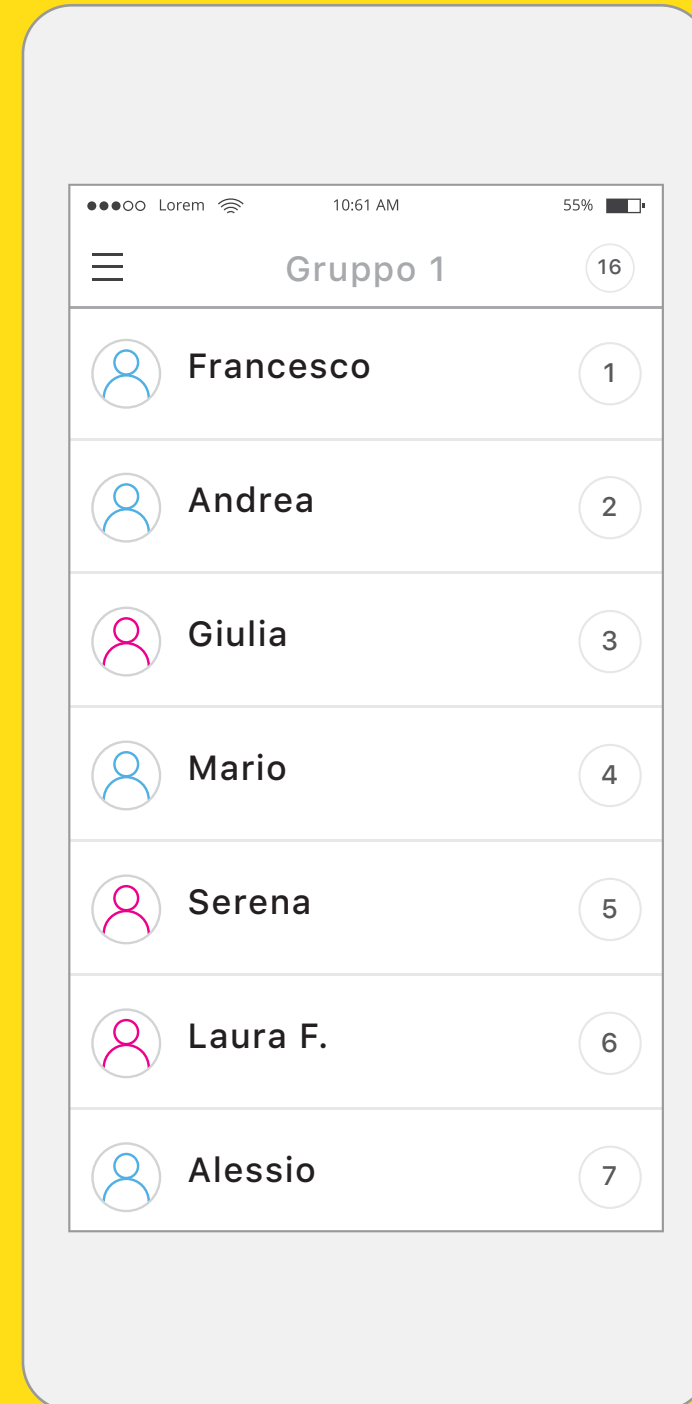 Lorem 10:61 AM 55%
Gruppo 1 16
Francesco 1
Andrea 2
Giulia 3
Mario 4
Serena 5
Laura F. 6
Alessio 7